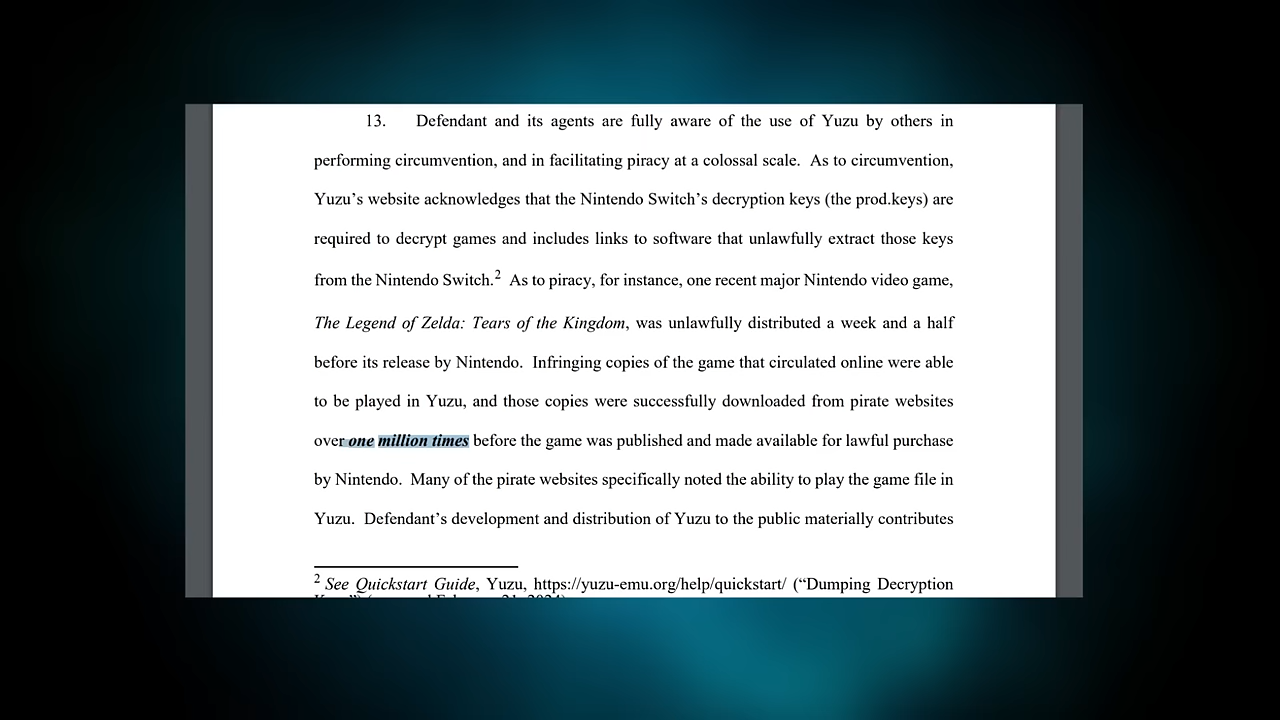 13. Defendant and its agents are fully aware of the use of Yuzu by others in
performing circumvention, and in facilitating piracy at a colossal scale. As to circumvention,
Yuzu’s website acknowledges that the Nintendo Switch’s decryption keys (the prod.keys) are
required to decrypt games and includes links to software that unlawfully extract those keys
from the Nintendo Switch.2 As to piracy, for instance, one recent major Nintendo video game,
The Legend of Zelda: Tears of the Kingdom, was unlawfully distributed a week and a half
before its release by Nintendo. Infringing copies of the game that circulated online were able
to be played in Yuzu, and those copies were successfully downloaded from pirate websites
over one million times before the game was published and made available for lawful purchase
by Nintendo. Many of the pirate websites specifically noted the ability to play the game file in
Yuzu. Defendant’s development and distribution of Yuzu to the public materially contributes
2 See Quickstart Guide, Yuzu, https://yuzu-emu.org/help/quickstart/ (“Dumping Decryption